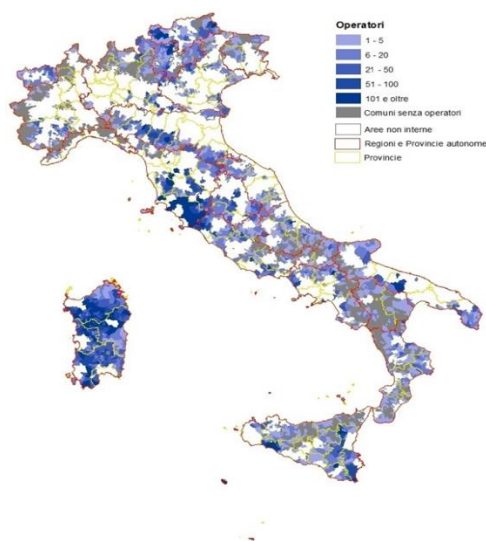 Operatori
1 - 5
6 - 20
21 - 50
51 - 100
101 e oltre
Comuni senza operatori
Aree non interne
Regioni e Provincie autonome
Provincie